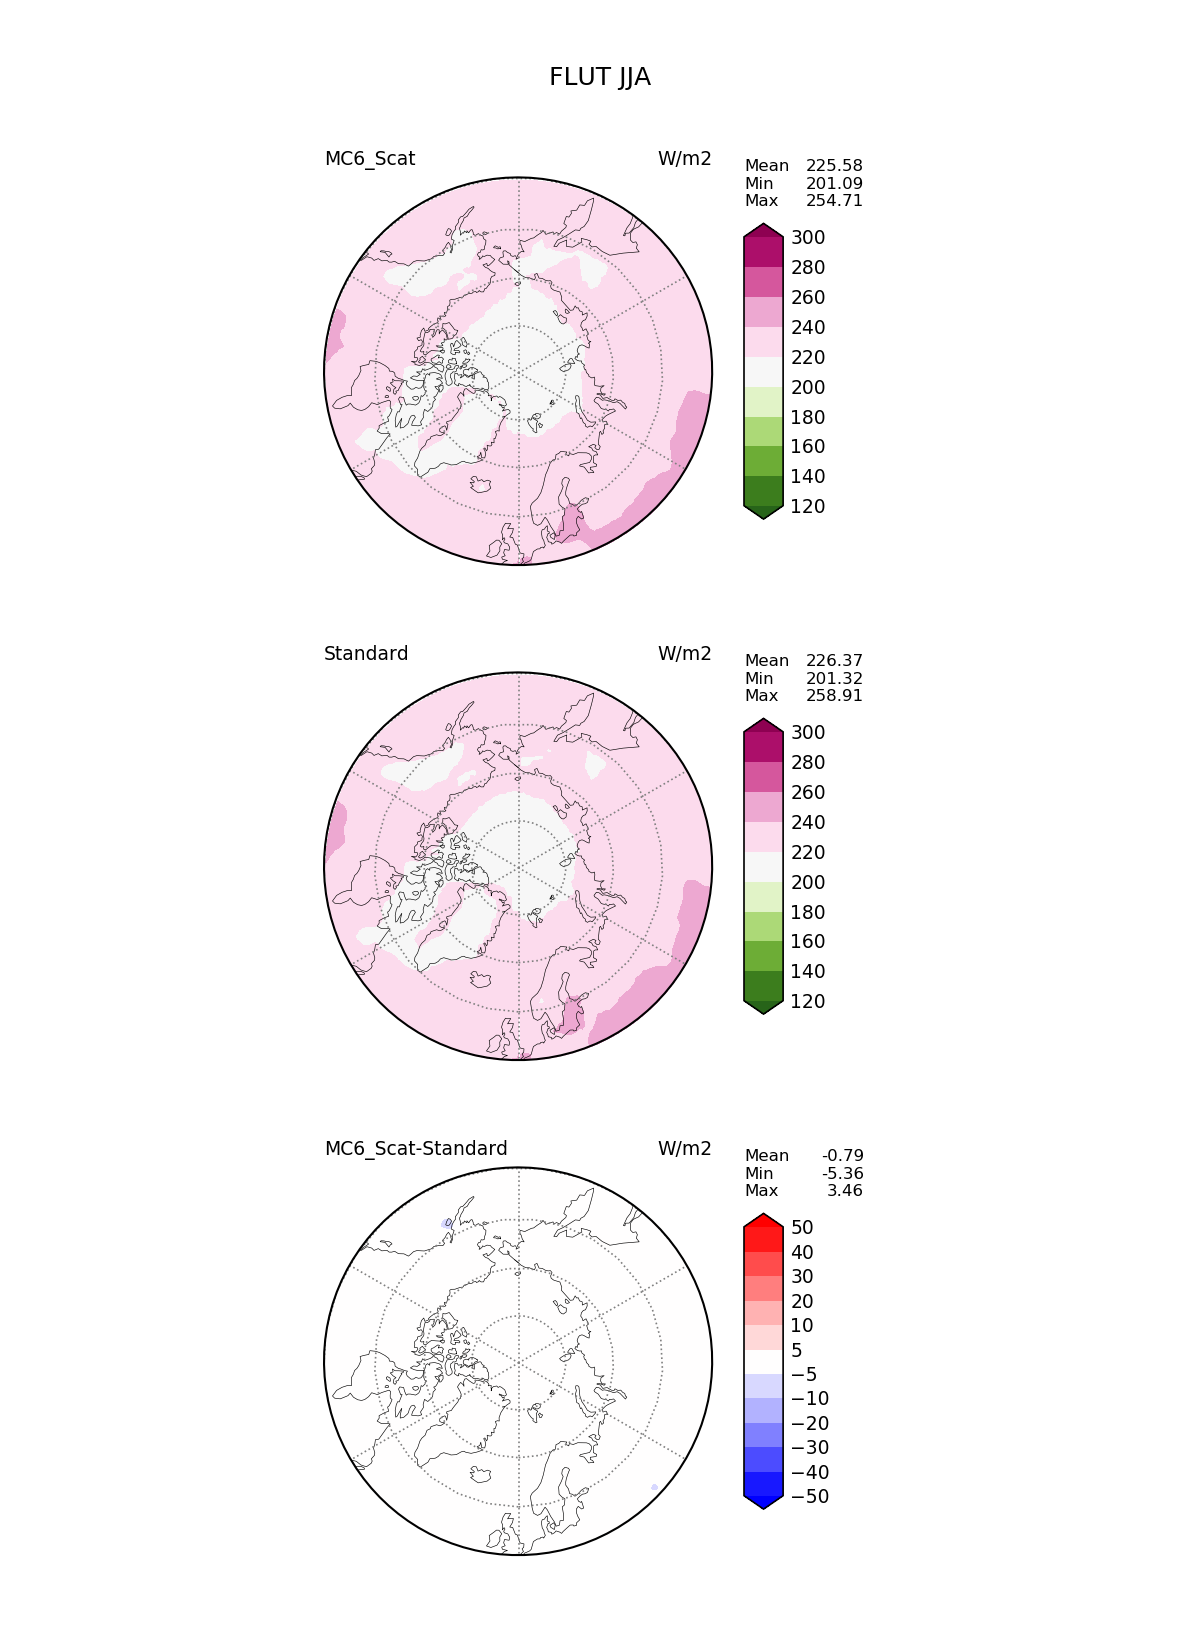 FLUT JJA
MC6_Scat W/m2
Mean 225.58
Min 201.09
Max 254.71
300
280
260
240
220
200
180
160
140
120
Standard W/m2
Mean 226.37
Min 201.32
Max 258.91
300
280
260
240
220
200
180
160
140
120
MC6_Scat-Standard W/m2
Mean -0.79
Min -5.36
Max 3.46
50
40
30
20
10
5
−5
−10
−20
−30
−40
−50